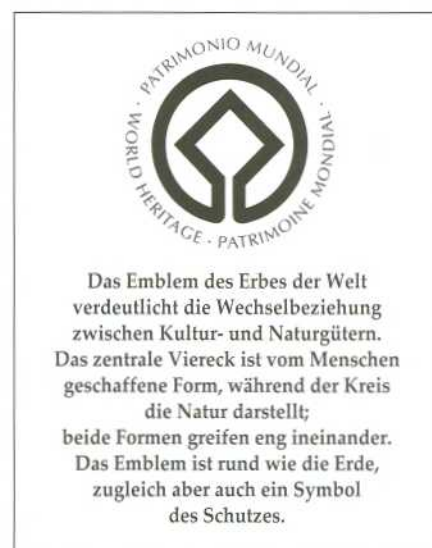 · PATRIMONIO MUNDIAL ·
WORLD HERITAGE · PATRIMOINE MONDIAL
Das Emblem des Erbes der Welt
verdeutlicht die Wechselbeziehung
zwischen Kultur- und Naturgütern.
Das zentrale Viereck ist vom Menschen
geschaffene Form, während der Kreis
die Natur darstellt;
beide Formen greifen eng ineinander.
Das Emblem ist rund wie die Erde,
zugleich aber auch ein Symbol
des Schutzes.